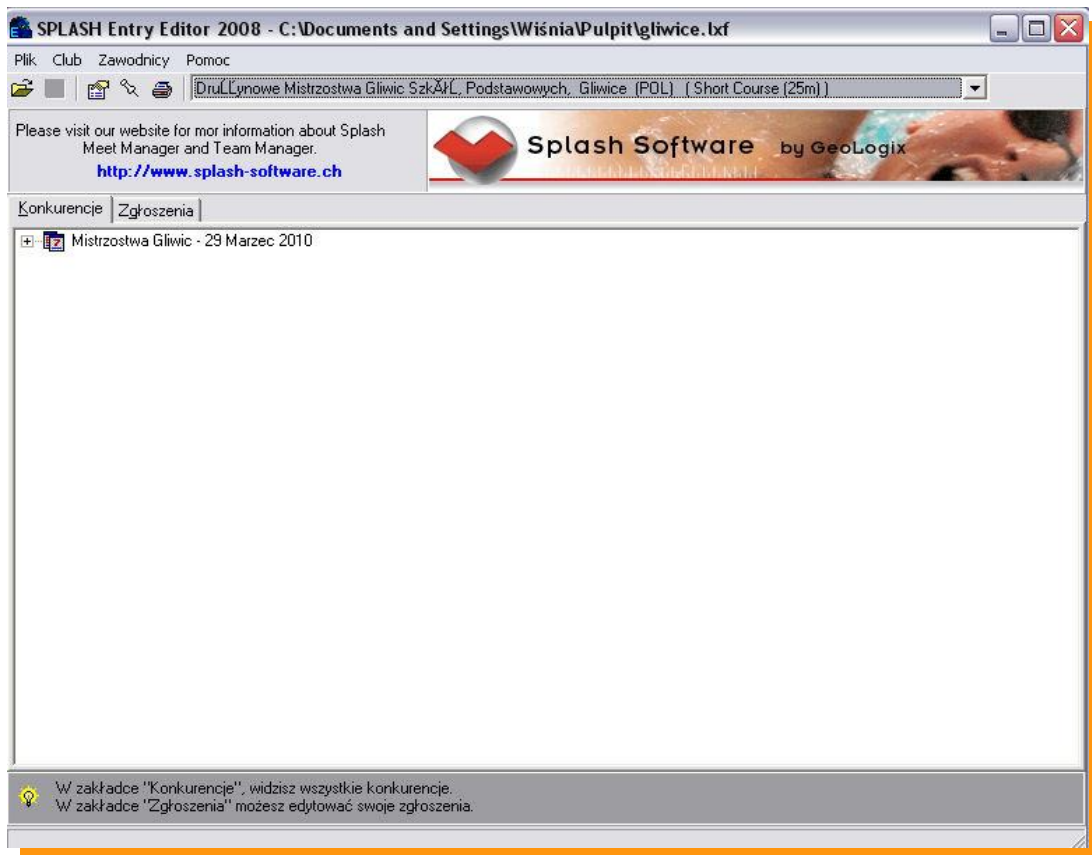 SPLASH Entry Editor 2008 - C:\Documents and Settings\Wiśnia\Pulpit\gliwice.lxf
Plik Club Zawodnicy Pomoc
DruĹĽynowe Mistrzostwa Gliwic SzkĂłĹ‚ Podstawowych, Gliwice (POL) ( Short Course (25m) )
Please visit our website for mor information about Splash
Meet Manager and Team Manager.
http://www.splash-software.ch
Splash Software by GeoLogix
Konkurencje Zgłoszenia
Mistrzostwa Gliwic - 29 Marzec 2010
W zakładce "Konkurencje", widzisz wszystkie konkurencje.
W zakładce "Zgłoszenia" możesz edytować swoje zgłoszenia.